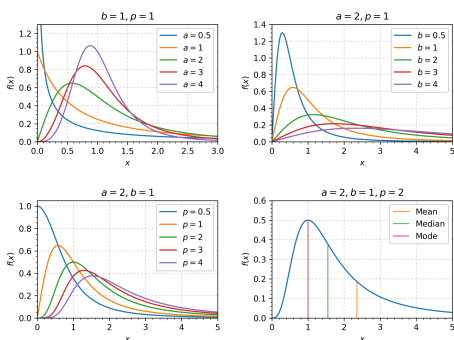 b = 1, p = 1
f(x)
1.2
1.0
0.8
0.6
0.4
0.2
0.0
a = 0.5
a = 1
a = 2
a = 3
a = 4
0.0 0.5 1.0 1.5 2.0 2.5 3.0
x
a = 2, p = 1
f(x)
1.4
1.2
1.0
0.8
0.6
0.4
0.2
0.0
b = 0.5
b = 1
b = 2
b = 3
b = 4
0 1 2 3 4 5
x
a = 2, b = 1
f(x)
1.0
0.8
0.6
0.4
0.2
0.0
p = 0.5
p = 1
p = 2
p = 3
p = 4
0 1 2 3 4 5
x
a = 2, b = 1, p = 2
f(x)
0.6
0.5
0.4
0.3
0.2
0.1
0.0
Mean
Median
Mode
0 1 2 3 4 5
x